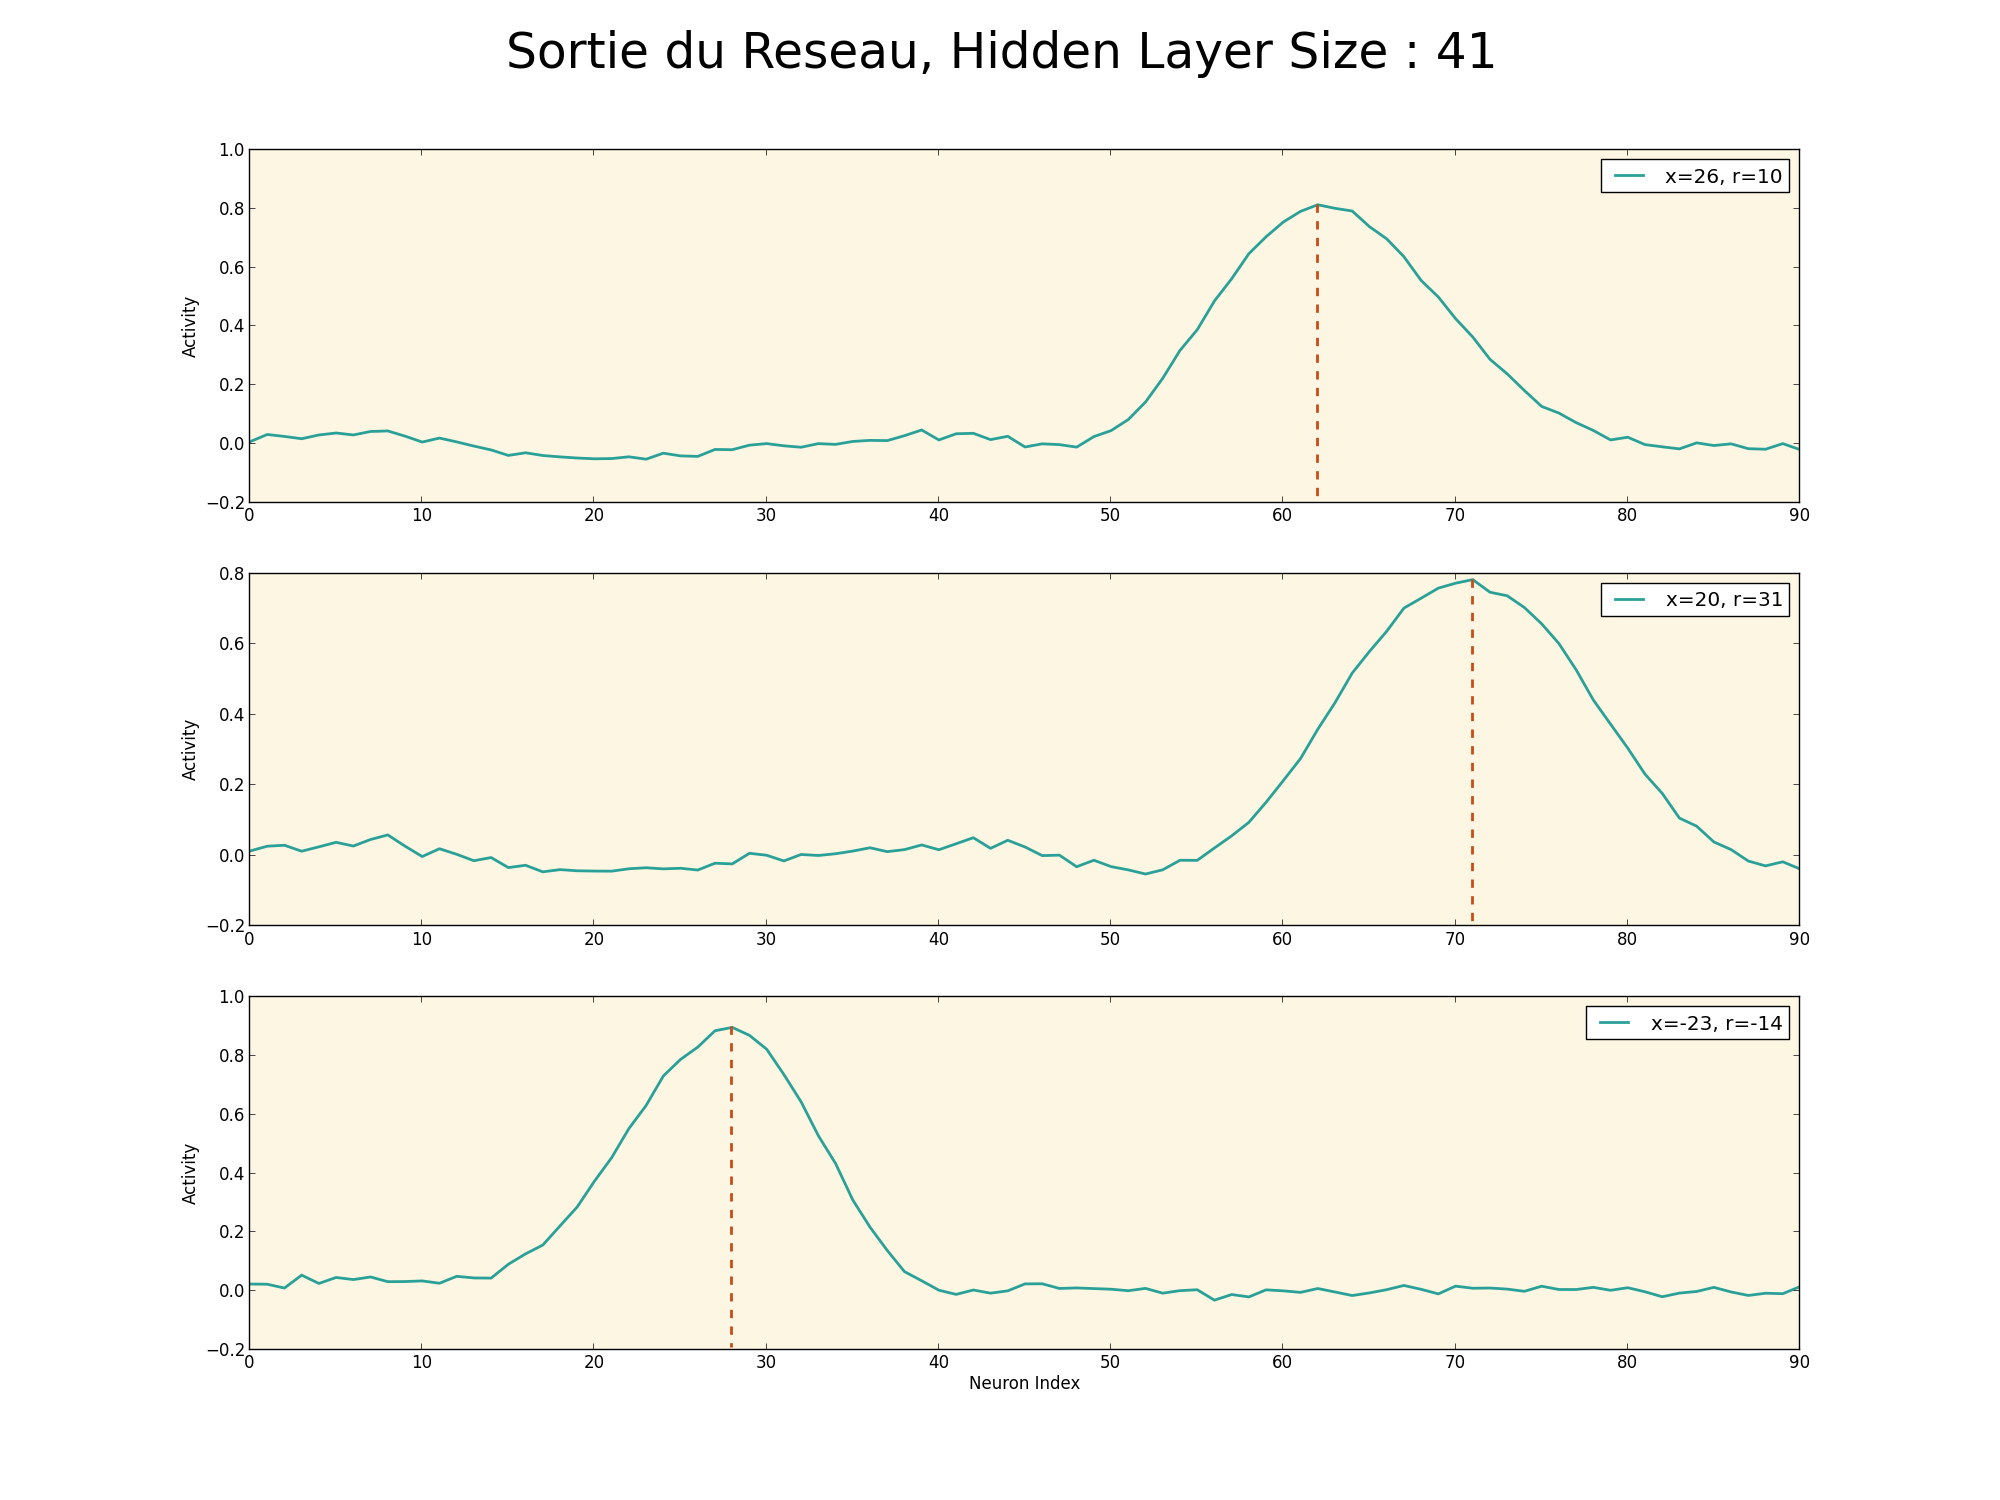 Sortie du Reseau, Hidden Layer Size : 41
1.0
0.8
0.6
0.4
0.2
0.0
−0.2
Activity
x=26, r=10
0 10 20 30 40 50 60 70 80 90
0.8
0.6
0.4
0.2
0.0
−0.2
Activity
x=20, r=31
0 10 20 30 40 50 60 70 80 90
1.0
0.8
0.6
0.4
0.2
0.0
−0.2
Activity
x=-23, r=-14
0 10 20 30 40 50 60 70 80 90
Neuron Index